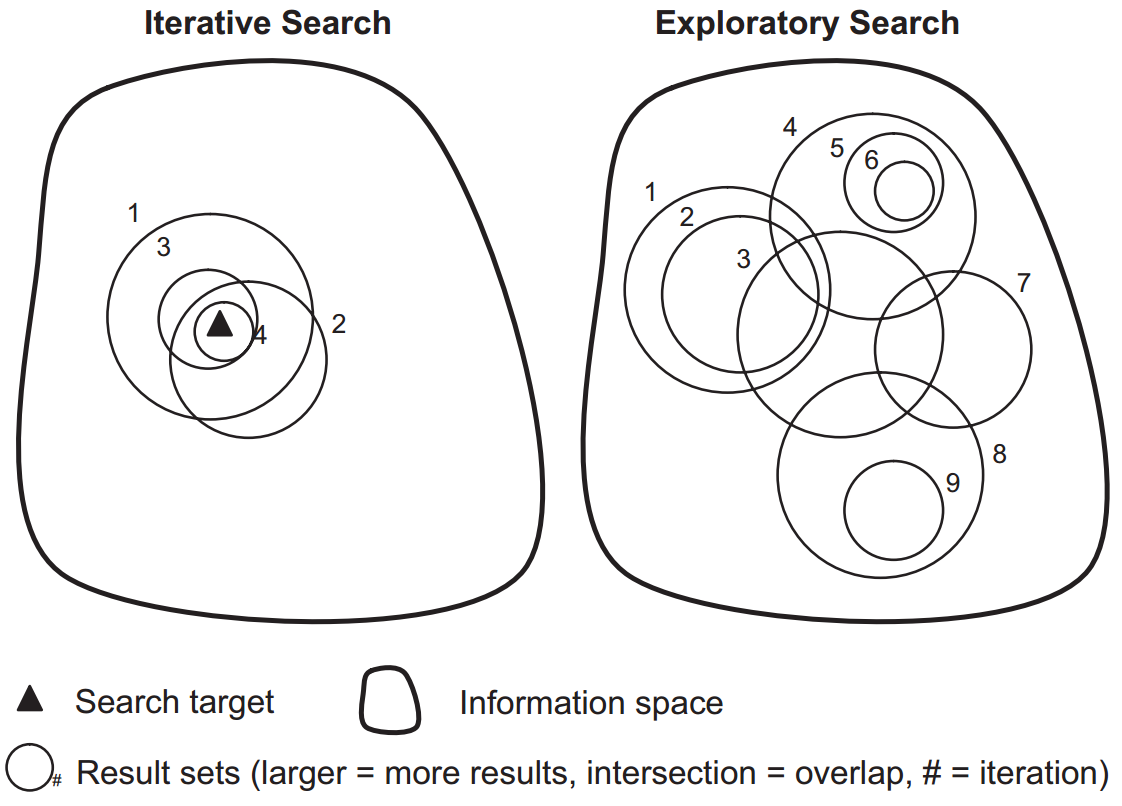 Iterative Search
Exploratory Search
1
3
4
2
4
5
6
1
2
3
7
8
9
Search target
Information space
# Result sets (larger = more results, intersection = overlap, # = iteration)